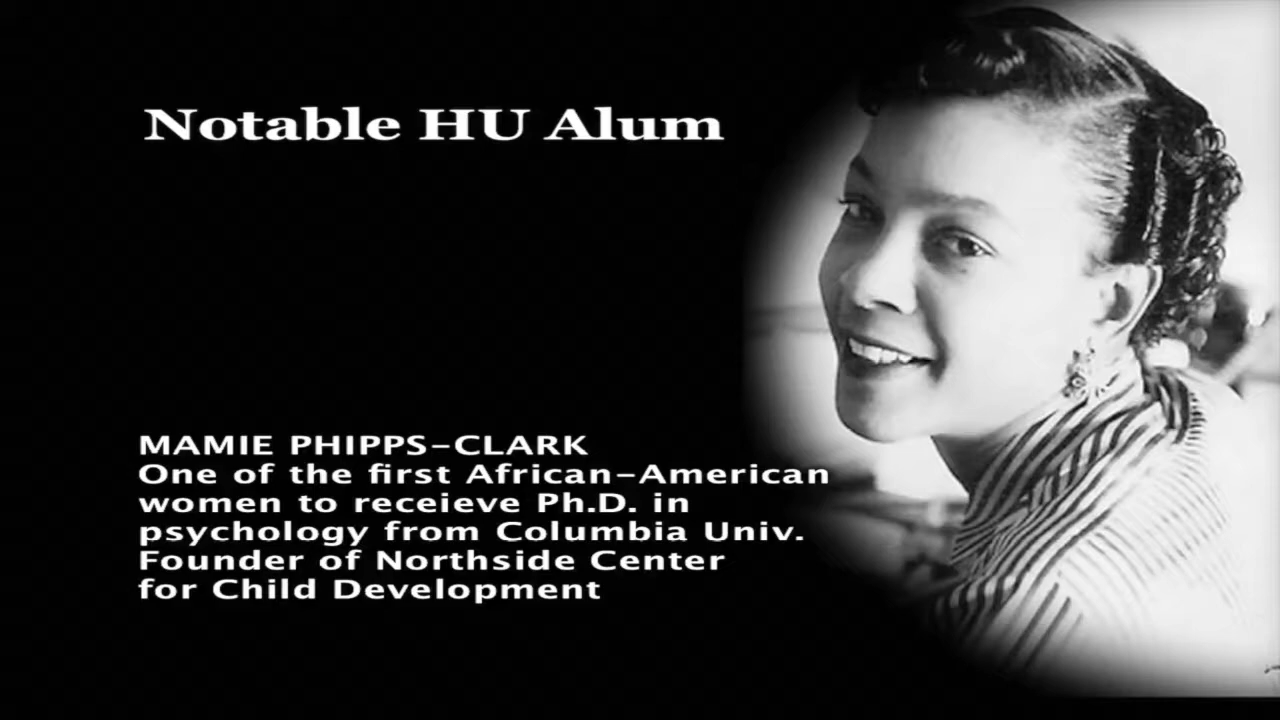 Notable HU Alum
MAMIE PHIPPS-CLARK
One of the first African-American
women to receieve Ph.D. in
psychology from Columbia Univ.
Founder of Northside Center
for Child Development